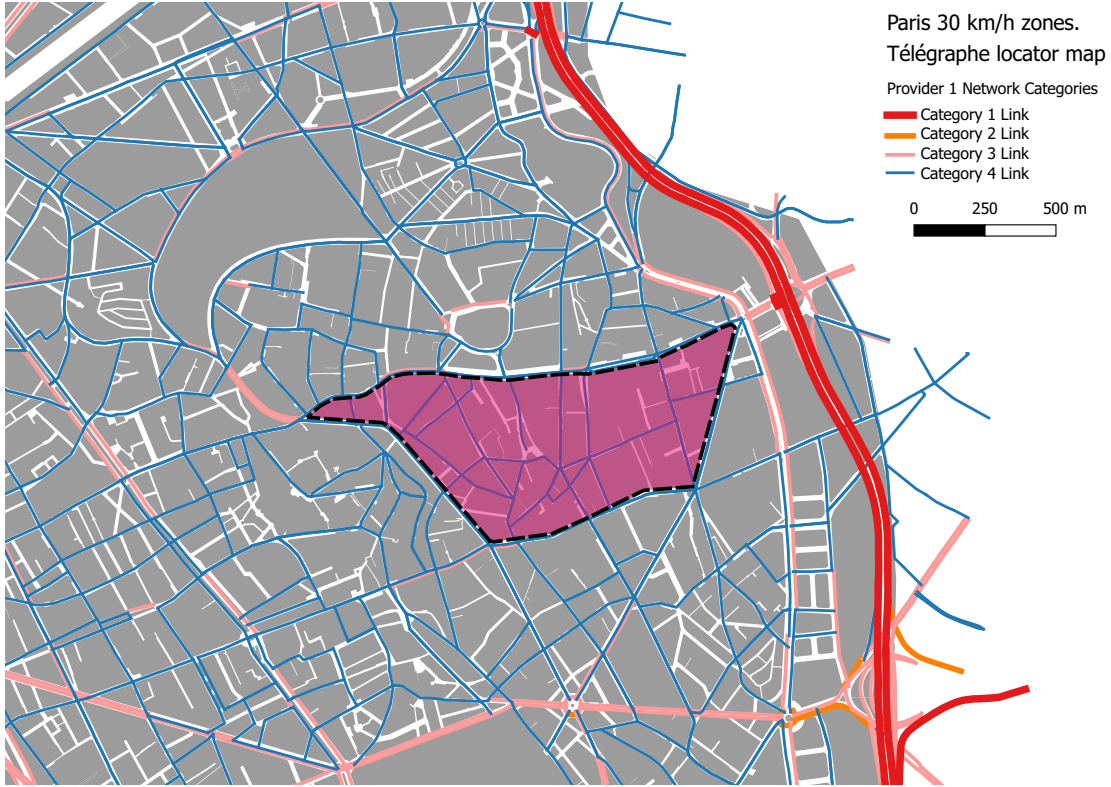 Paris 30 km/h zones.
Télégraphe locator map
Provider 1 Network Categories
Category 1 Link
Category 2 Link
Category 3 Link
Category 4 Link
0 250 500 m